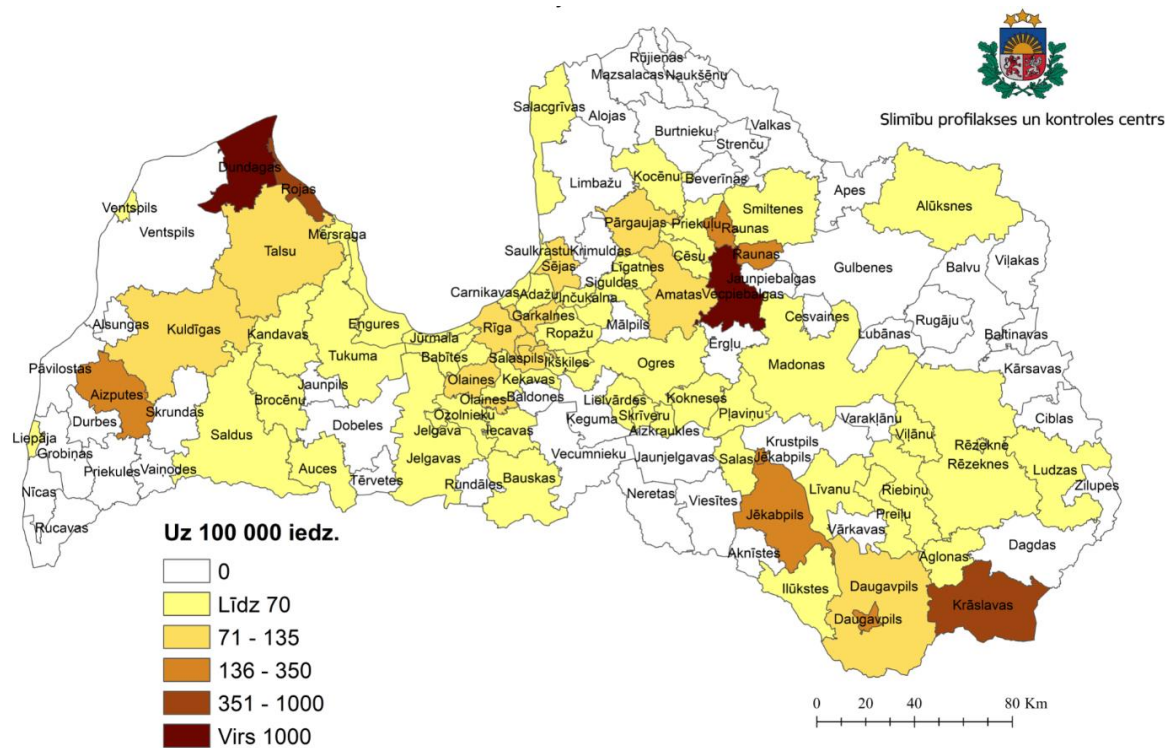 Slimību profilakses un kontroles centrs
Rūjienas
Mazsalacas
Naukšēnu
Salacgrīvas
Alojas
Valkas
Burtnieku
Strenču
Dundagas
Rojas
Limbažu
Kocēnu
Beverīnas
Apes
Alūksnes
Smiltenes
Ventspils
Ventspils
Pārgaujas
Priekuļu
Raunas
Talsu
Mērsraga
Saulkrastu
Krimuldas
Sējas
Cēsu
Raunas
Viļakas
Balvu
Gulbenes
Līgatnes
Siguldas
Jaunpiebalgas
Carnikavas
Ādažu
Inčukalna
Amatas
Vecpiebalgas
Alsungas
Kuldīgas
Kandavas
Engures
Rīga
Garkalnes
Mālpils
Cesvaines
Rugāju
Lubānas
Baltinavas
Jūrmala
Ropažu
Ērgļu
Pāvilostas
Aizputes
Tukuma
Babītes
Salaspils
Ikšķiles
Ogres
Madonas
Kārsavas
Jaunpils
Olaines
Ķekavas
Baldones
Skrundas
Brocēnu
Olaines
Lielvārdes
Kokneses
Durbes
Dobeles
Ozolnieku
Ķeguma
Skrīveru
Pļaviņu
Varakļānu
Ciblas
Liepāja
Grobiņas
Saldus
Jelgava
Iecavas
Aizkraukles
Viļānu
Krustpils
Rēzekne
Priekules
Vaiņodes
Auces
Jelgavas
Vecumnieku
Jaunjelgavas
Salas
Jēkabpils
Rēzeknes
Ludzas
Tērvetes
Rundāles
Bauskas
Zilupes
Nīcas
Neretas
Viesītes
Līvānu
Riebiņu
Rucavas
Jēkabpils
Preiļu
Vārkavas
Aknīstes
Dagdas
Aglonas
Ilūkstes
Daugavpils
Krāslavas
Daugavpils
Uz 100 000 iedz.
0
Līdz 70
71 - 135
136 - 350
351 - 1000
Virs 1000
0 20 40 80 Km